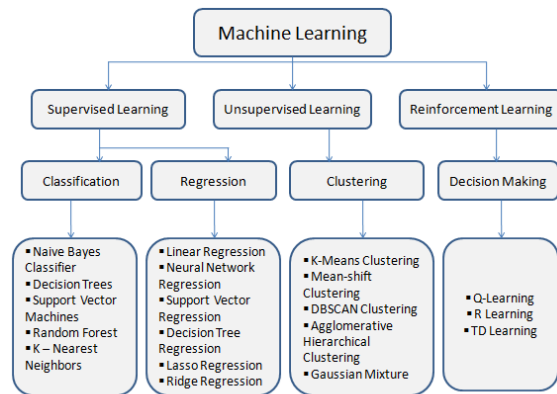 Machine Learning
Supervised Learning
Unsupervised Learning
Reinforcement Learning
Classification
Regression
Clustering
Decision Making
▪ Naive Bayes
Classifier
▪ Decision Trees
▪ Support Vector
Machines
▪ Random Forest
▪ K – Nearest
Neighbors
▪ Linear Regression
▪ Neural Network
Regression
▪ Support Vector
Regression
▪ Decision Tree
Regression
▪ Lasso Regression
▪ Ridge Regression
▪ K-Means Clustering
▪ Mean-shift
Clustering
▪ DBSCAN Clustering
▪ Agglomerative
Hierarchical
Clustering
▪ Gaussian Mixture
▪ Q-Learning
▪ R Learning
▪ TD Learning